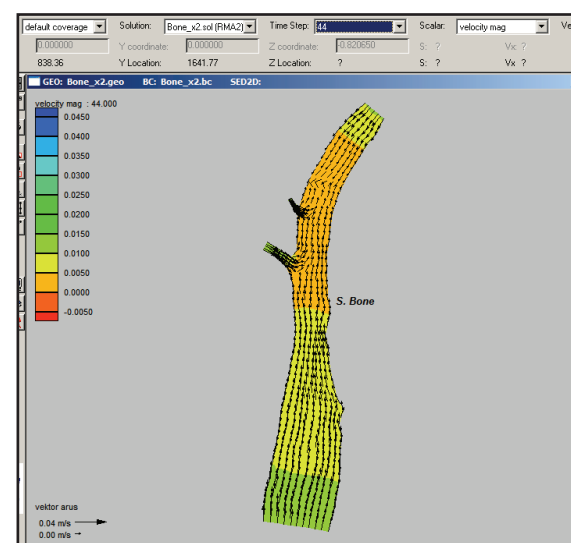 default coverage Solution: Bone_x2.sol (RMA2) Time Step: 44 Scalar: velocity mag Ve
0.000000 Y coordinate: 0.000000 Z coordinate: -0.820650 S: ? Vx: ?
838.36 Y Location: 1641.77 Z Location: ? S: ? Vx ?
GEO: Bone_x2.geo BC: Bone_x2.bc SED2D:
velocity mag : 44.000
0.0450
0.0400
0.0350
0.0300
0.0250
0.0200
0.0150
0.0100
0.0050
0.0000
-0.0050
S. Bone
vektor arus
0.04 m/s
0.00 m/s